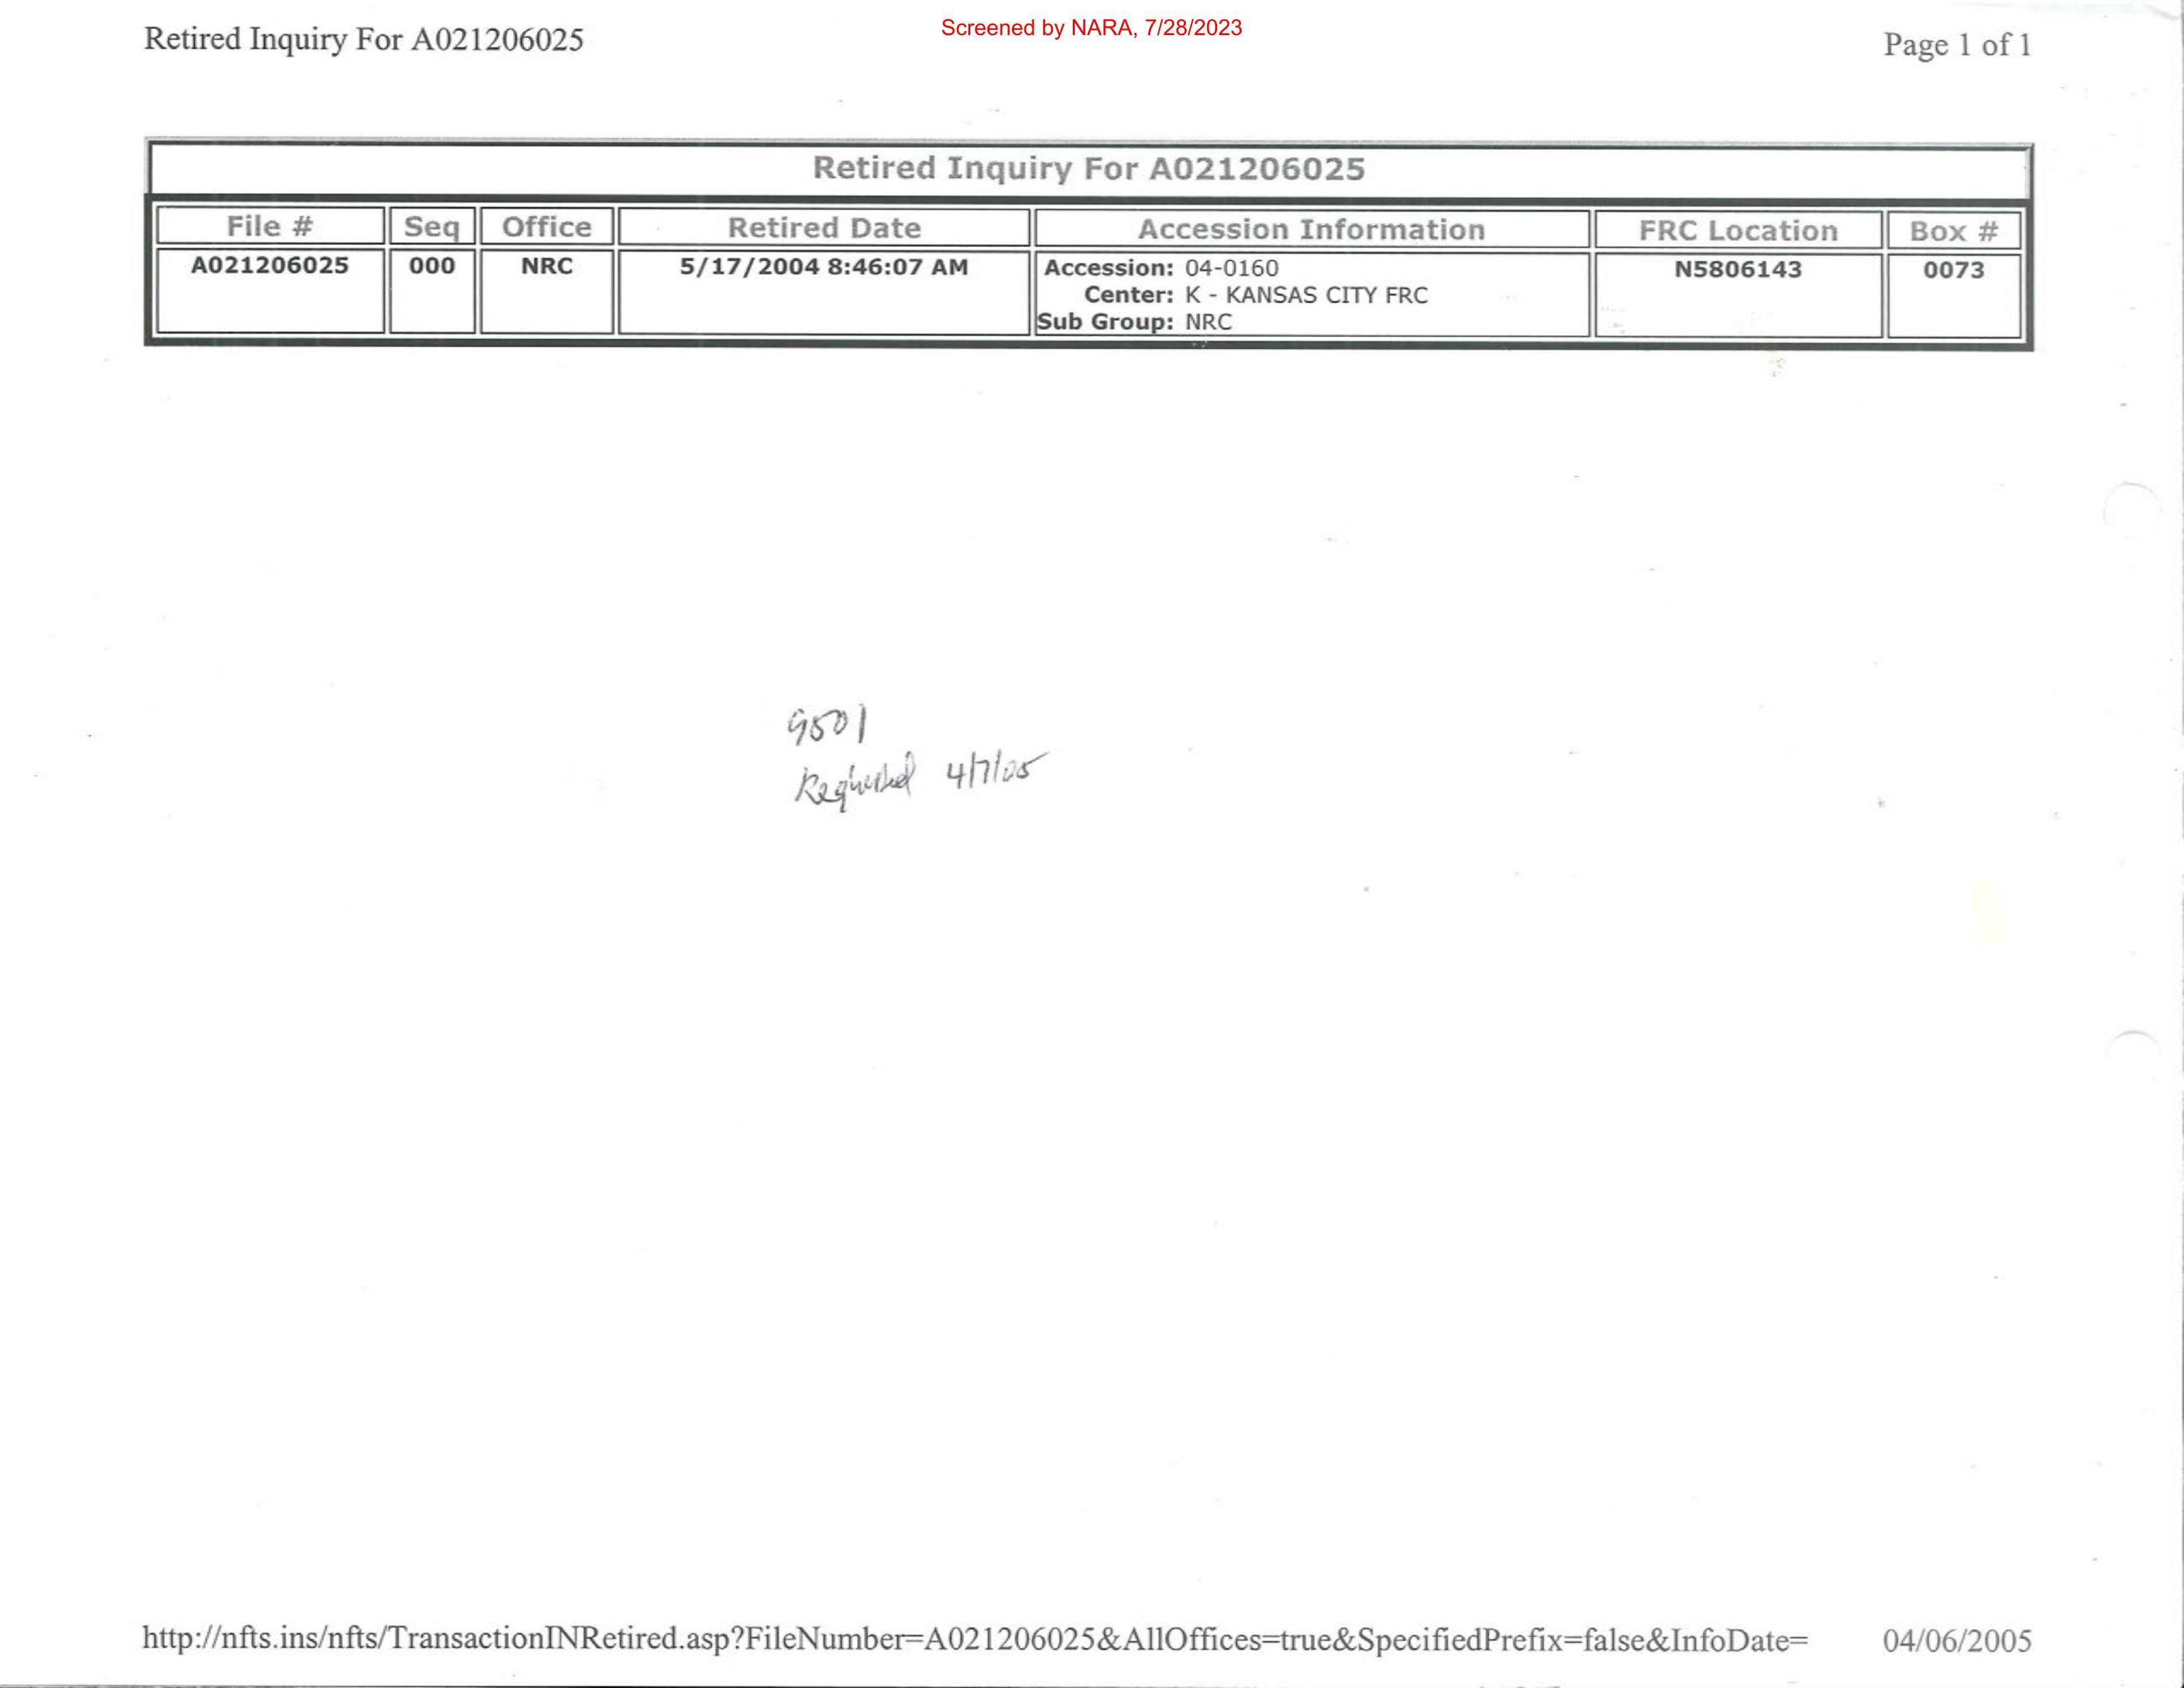 Retired Inquiry For A021206025
Screened by NARA, 7/28/2023
Page 1 of 1
Retired Inquiry For A021206025
File # Seq Office Retired Date Accession Information FRC Location Box #
A021206025 000 NRC 5/17/2004 8:46:07 AM Accession: 04-0160 N5806143 0073
Center: K - KANSAS CITY FRC
Sub Group: NRC
9501
Requested 4/7/05
http://nfts.ins/nfts/TransactionINRetired.asp?FileNumber=A021206025&AllOffices=true&SpecifiedPrefix=false&InfoDate= 04/06/2005